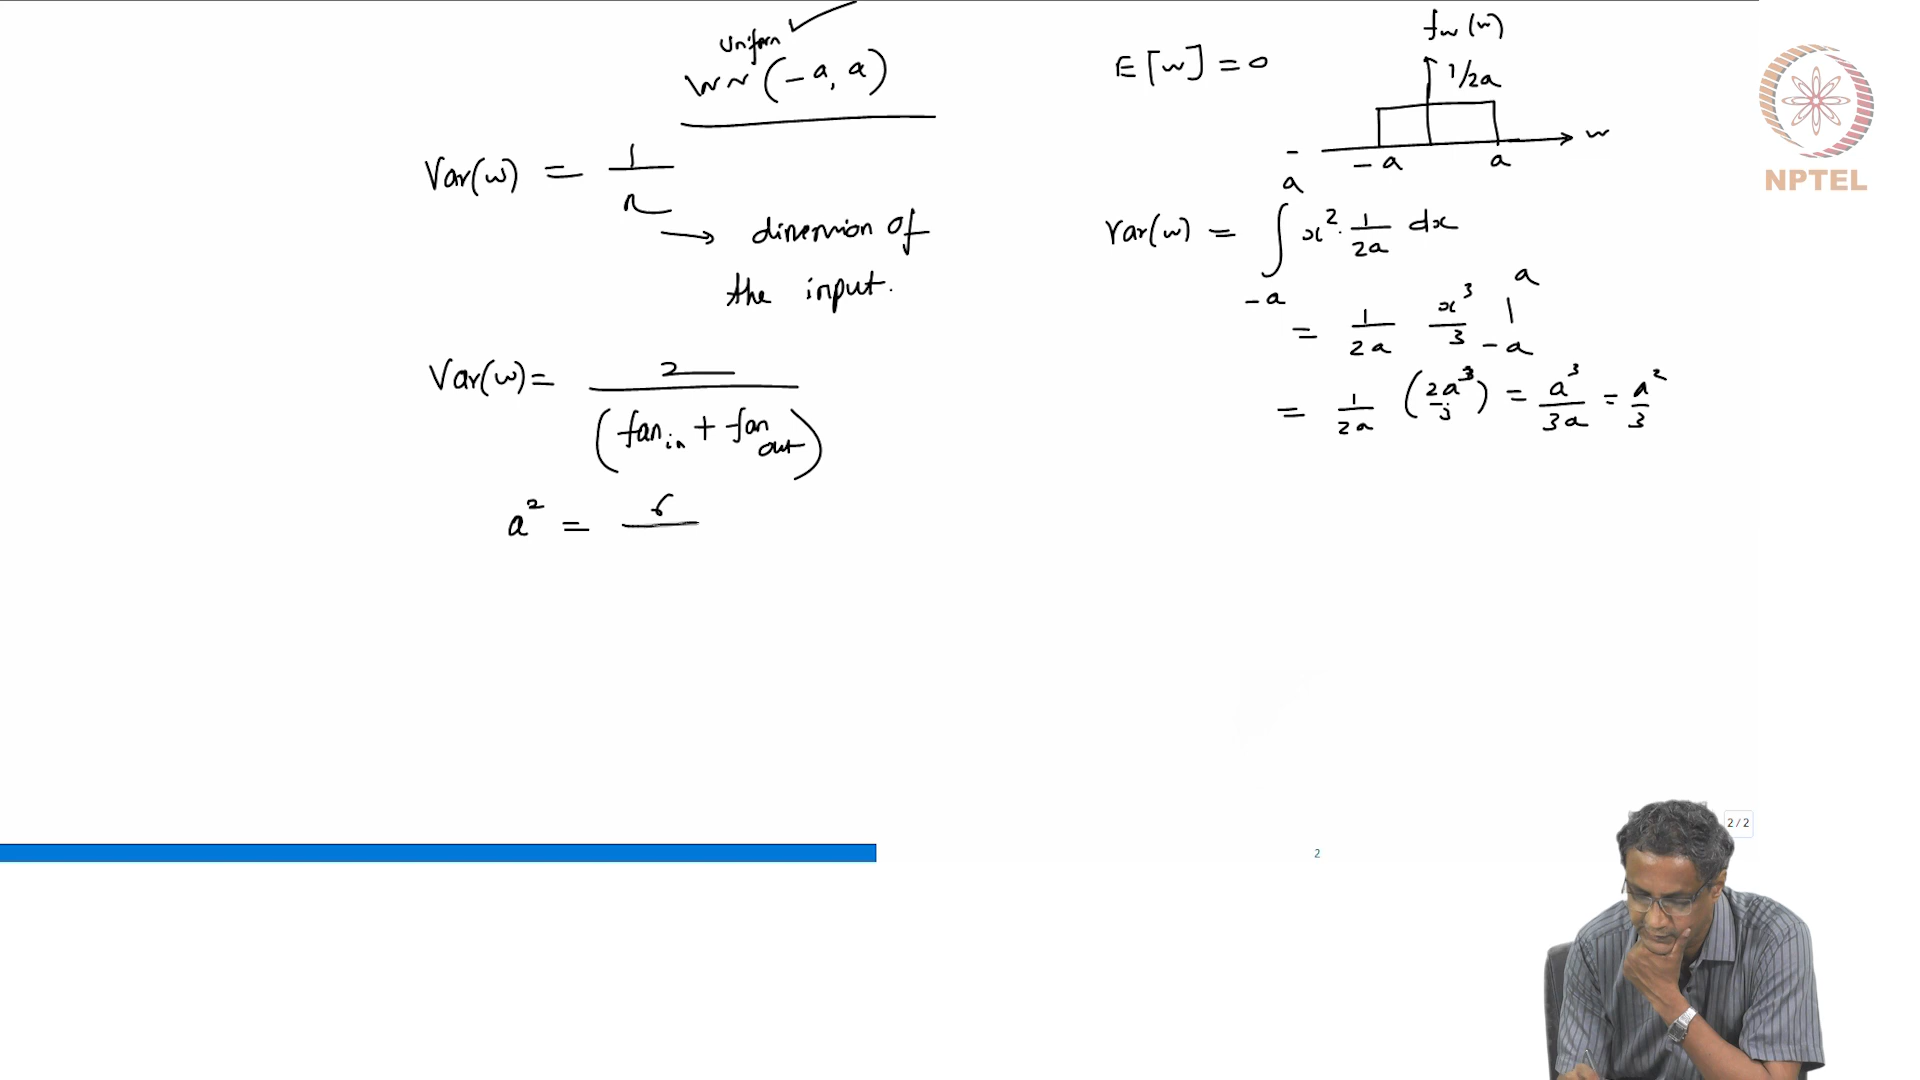 Uniform ✓
W ~ (-a, a)
Var(w) = 1/n
→ dimension of
the input.
Var(w) = 2/(fan_in + fan_out)
a² = 6
E[w] = 0
f_w(w)
1/2a
w
-a a
-
a
Var(w) = ∫ x² · 1/2a dx
-a
= 1/2a x³/3 | a
-a
= 1/2a (2a³/3) = a³/3a = a²/3
NPTEL
2 / 2
2